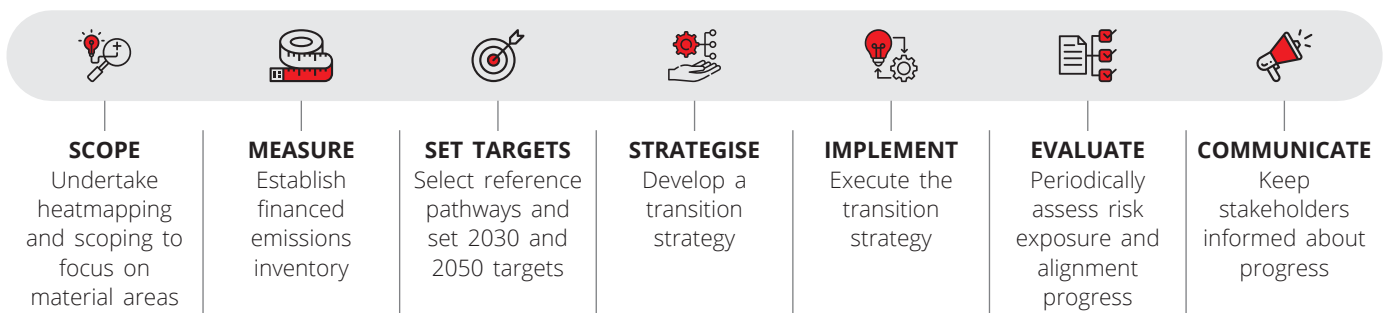 SCOPE
Undertake
heatmapping
and scoping to
focus on
material areas
MEASURE
Establish
financed
emissions
inventory
SET TARGETS
Select reference
pathways and
set 2030 and
2050 targets
STRATEGISE
Develop a
transition
strategy
IMPLEMENT
Execute the
transition
strategy
EVALUATE
Periodically
assess risk
exposure and
alignment
progress
COMMUNICATE
Keep
stakeholders
informed about
progress